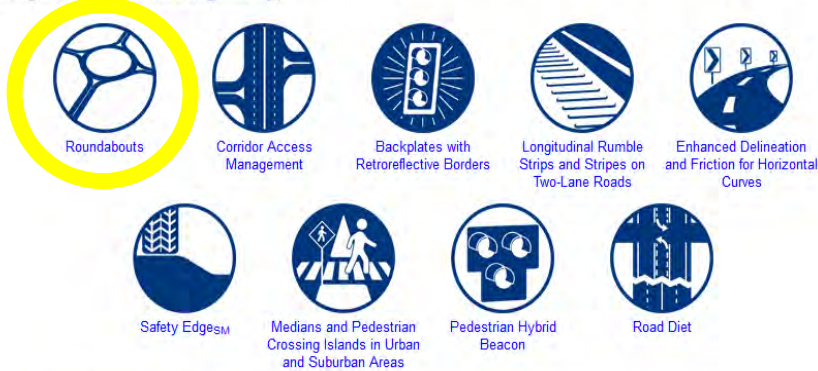 Roundabouts
Corridor Access
Management
Backplates with
Retroreflective Borders
Longitudinal Rumble
Strips and Stripes on
Two-Lane Roads
Enhanced Delineation
and Friction for Horizontal
Curves
Safety EdgeSM
Medians and Pedestrian
Crossing Islands in Urban
and Suburban Areas
Pedestrian Hybrid
Beacon
Road Diet